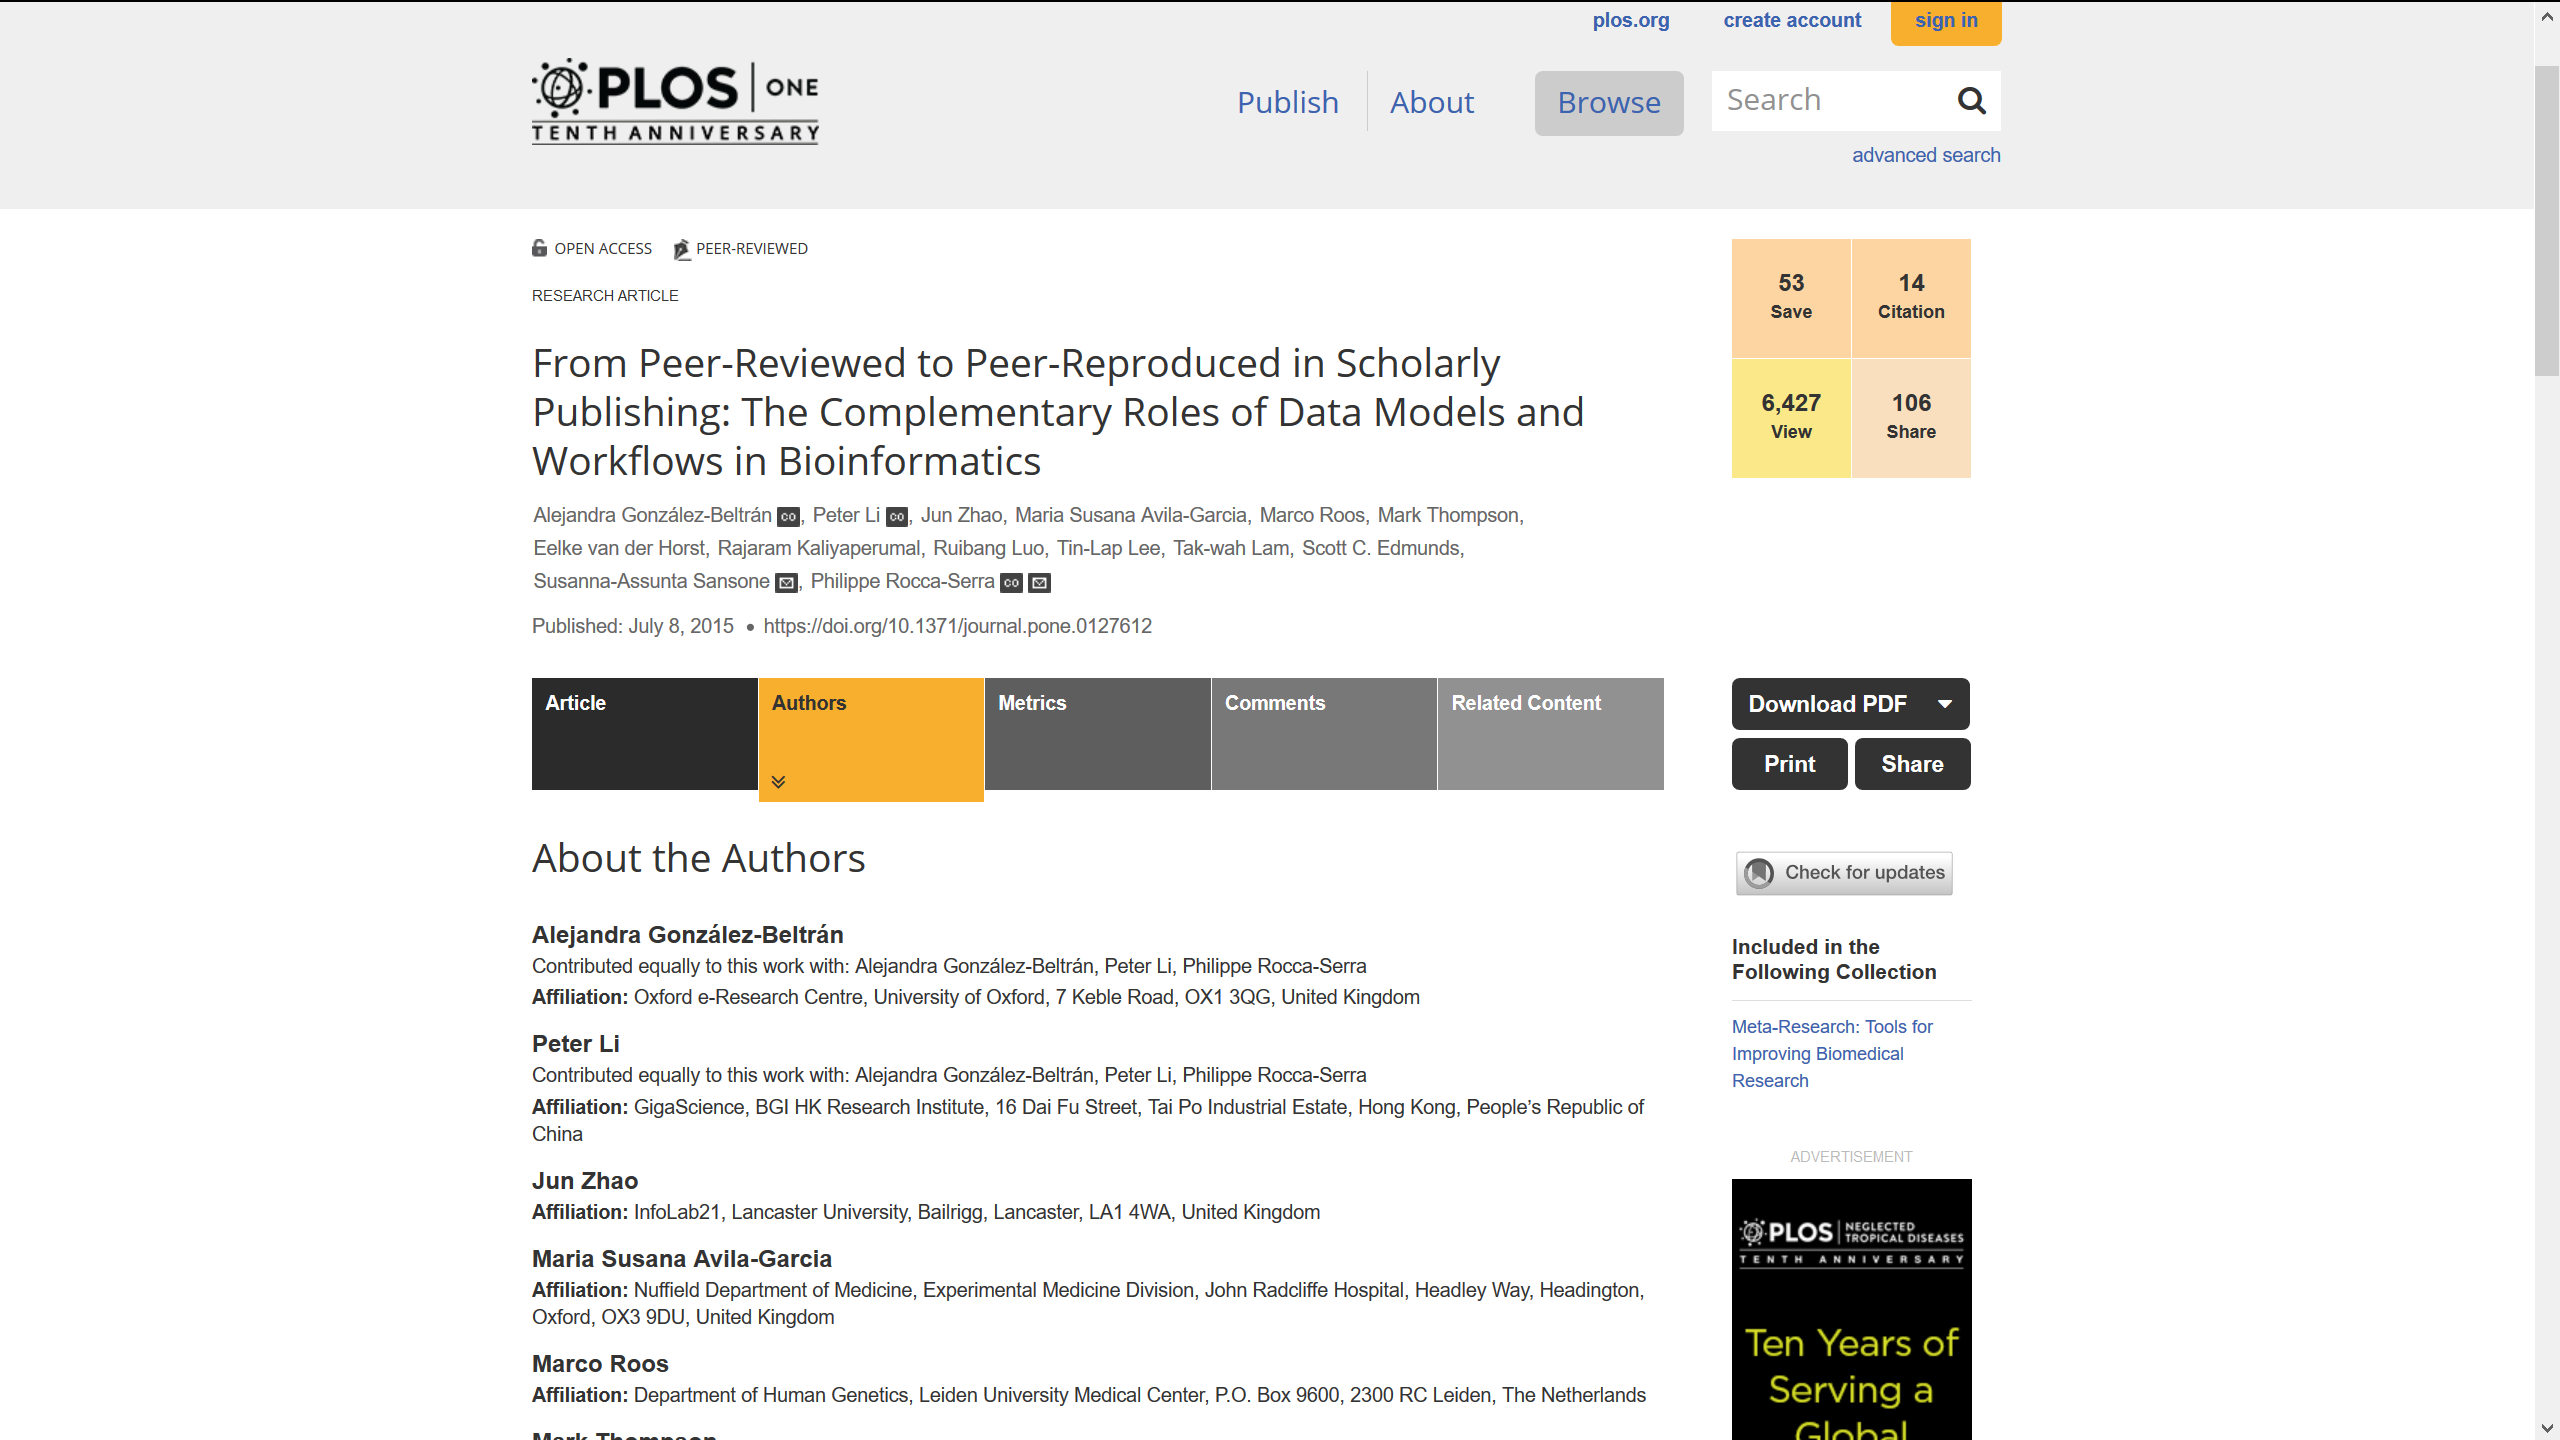 plos.org create account sign in
PLOS ONE
TENTH ANNIVERSARY
Publish About Browse Search
advanced search
OPEN ACCESS PEER-REVIEWED
RESEARCH ARTICLE
From Peer-Reviewed to Peer-Reproduced in Scholarly
Publishing: The Complementary Roles of Data Models and
Workflows in Bioinformatics
Alejandra González-Beltrán co, Peter Li co, Jun Zhao, Maria Susana Avila-Garcia, Marco Roos, Mark Thompson,
Eelke van der Horst, Rajaram Kaliyaperumal, Ruibang Luo, Tin-Lap Lee, Tak-wah Lam, Scott C. Edmunds,
Susanna-Assunta Sansone, Philippe Rocca-Serra co
Published: July 8, 2015 • https://doi.org/10.1371/journal.pone.0127612
53
Save
14
Citation
6,427
View
106
Share
Article Authors Metrics Comments Related Content
Download PDF
Print Share
About the Authors
Alejandra González-Beltrán
Contributed equally to this work with: Alejandra González-Beltrán, Peter Li, Philippe Rocca-Serra
Affiliation: Oxford e-Research Centre, University of Oxford, 7 Keble Road, OX1 3QG, United Kingdom
Peter Li
Contributed equally to this work with: Alejandra González-Beltrán, Peter Li, Philippe Rocca-Serra
Affiliation: GigaScience, BGI HK Research Institute, 16 Dai Fu Street, Tai Po Industrial Estate, Hong Kong, People’s Republic of
China
Jun Zhao
Affiliation: InfoLab21, Lancaster University, Bailrigg, Lancaster, LA1 4WA, United Kingdom
Maria Susana Avila-Garcia
Affiliation: Nuffield Department of Medicine, Experimental Medicine Division, John Radcliffe Hospital, Headley Way, Headington,
Oxford, OX3 9DU, United Kingdom
Marco Roos
Affiliation: Department of Human Genetics, Leiden University Medical Center, P.O. Box 9600, 2300 RC Leiden, The Netherlands
Mark Thompson
Check for updates
Included in the
Following Collection
Meta-Research: Tools for
Improving Biomedical
Research
ADVERTISEMENT
PLOS NEGLECTED
TROPICAL DISEASES
TENTH ANNIVERSARY
Ten Years of
Serving a
Global